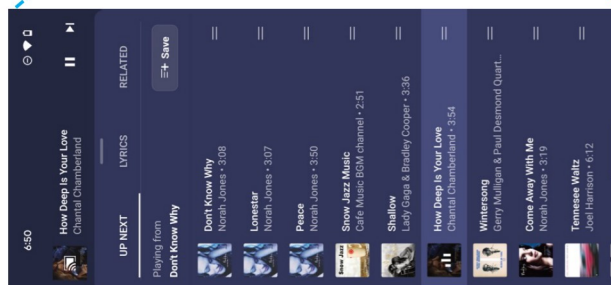 6:50
How Deep Is Your Love
Chantal Chamberland
UP NEXT
LYRICS
RELATED
Playing from
Don't Know Why
Save
Don't Know Why
Norah Jones • 3:08
Lonestar
Norah Jones • 3:07
Peace
Norah Jones • 3:50
Snow Jazz
Snow Jazz Music
Cafe Music BGM channel • 2:51
Shallow
Lady Gaga & Bradley Cooper • 3:36
How Deep Is Your Love
Chantal Chamberland • 3:54
Wintersong
Gerry Mulligan & Paul Desmond Quart...
Come Away With Me
Norah Jones • 3:19
Tennesee Waltz
Joel Harrison • 6:12